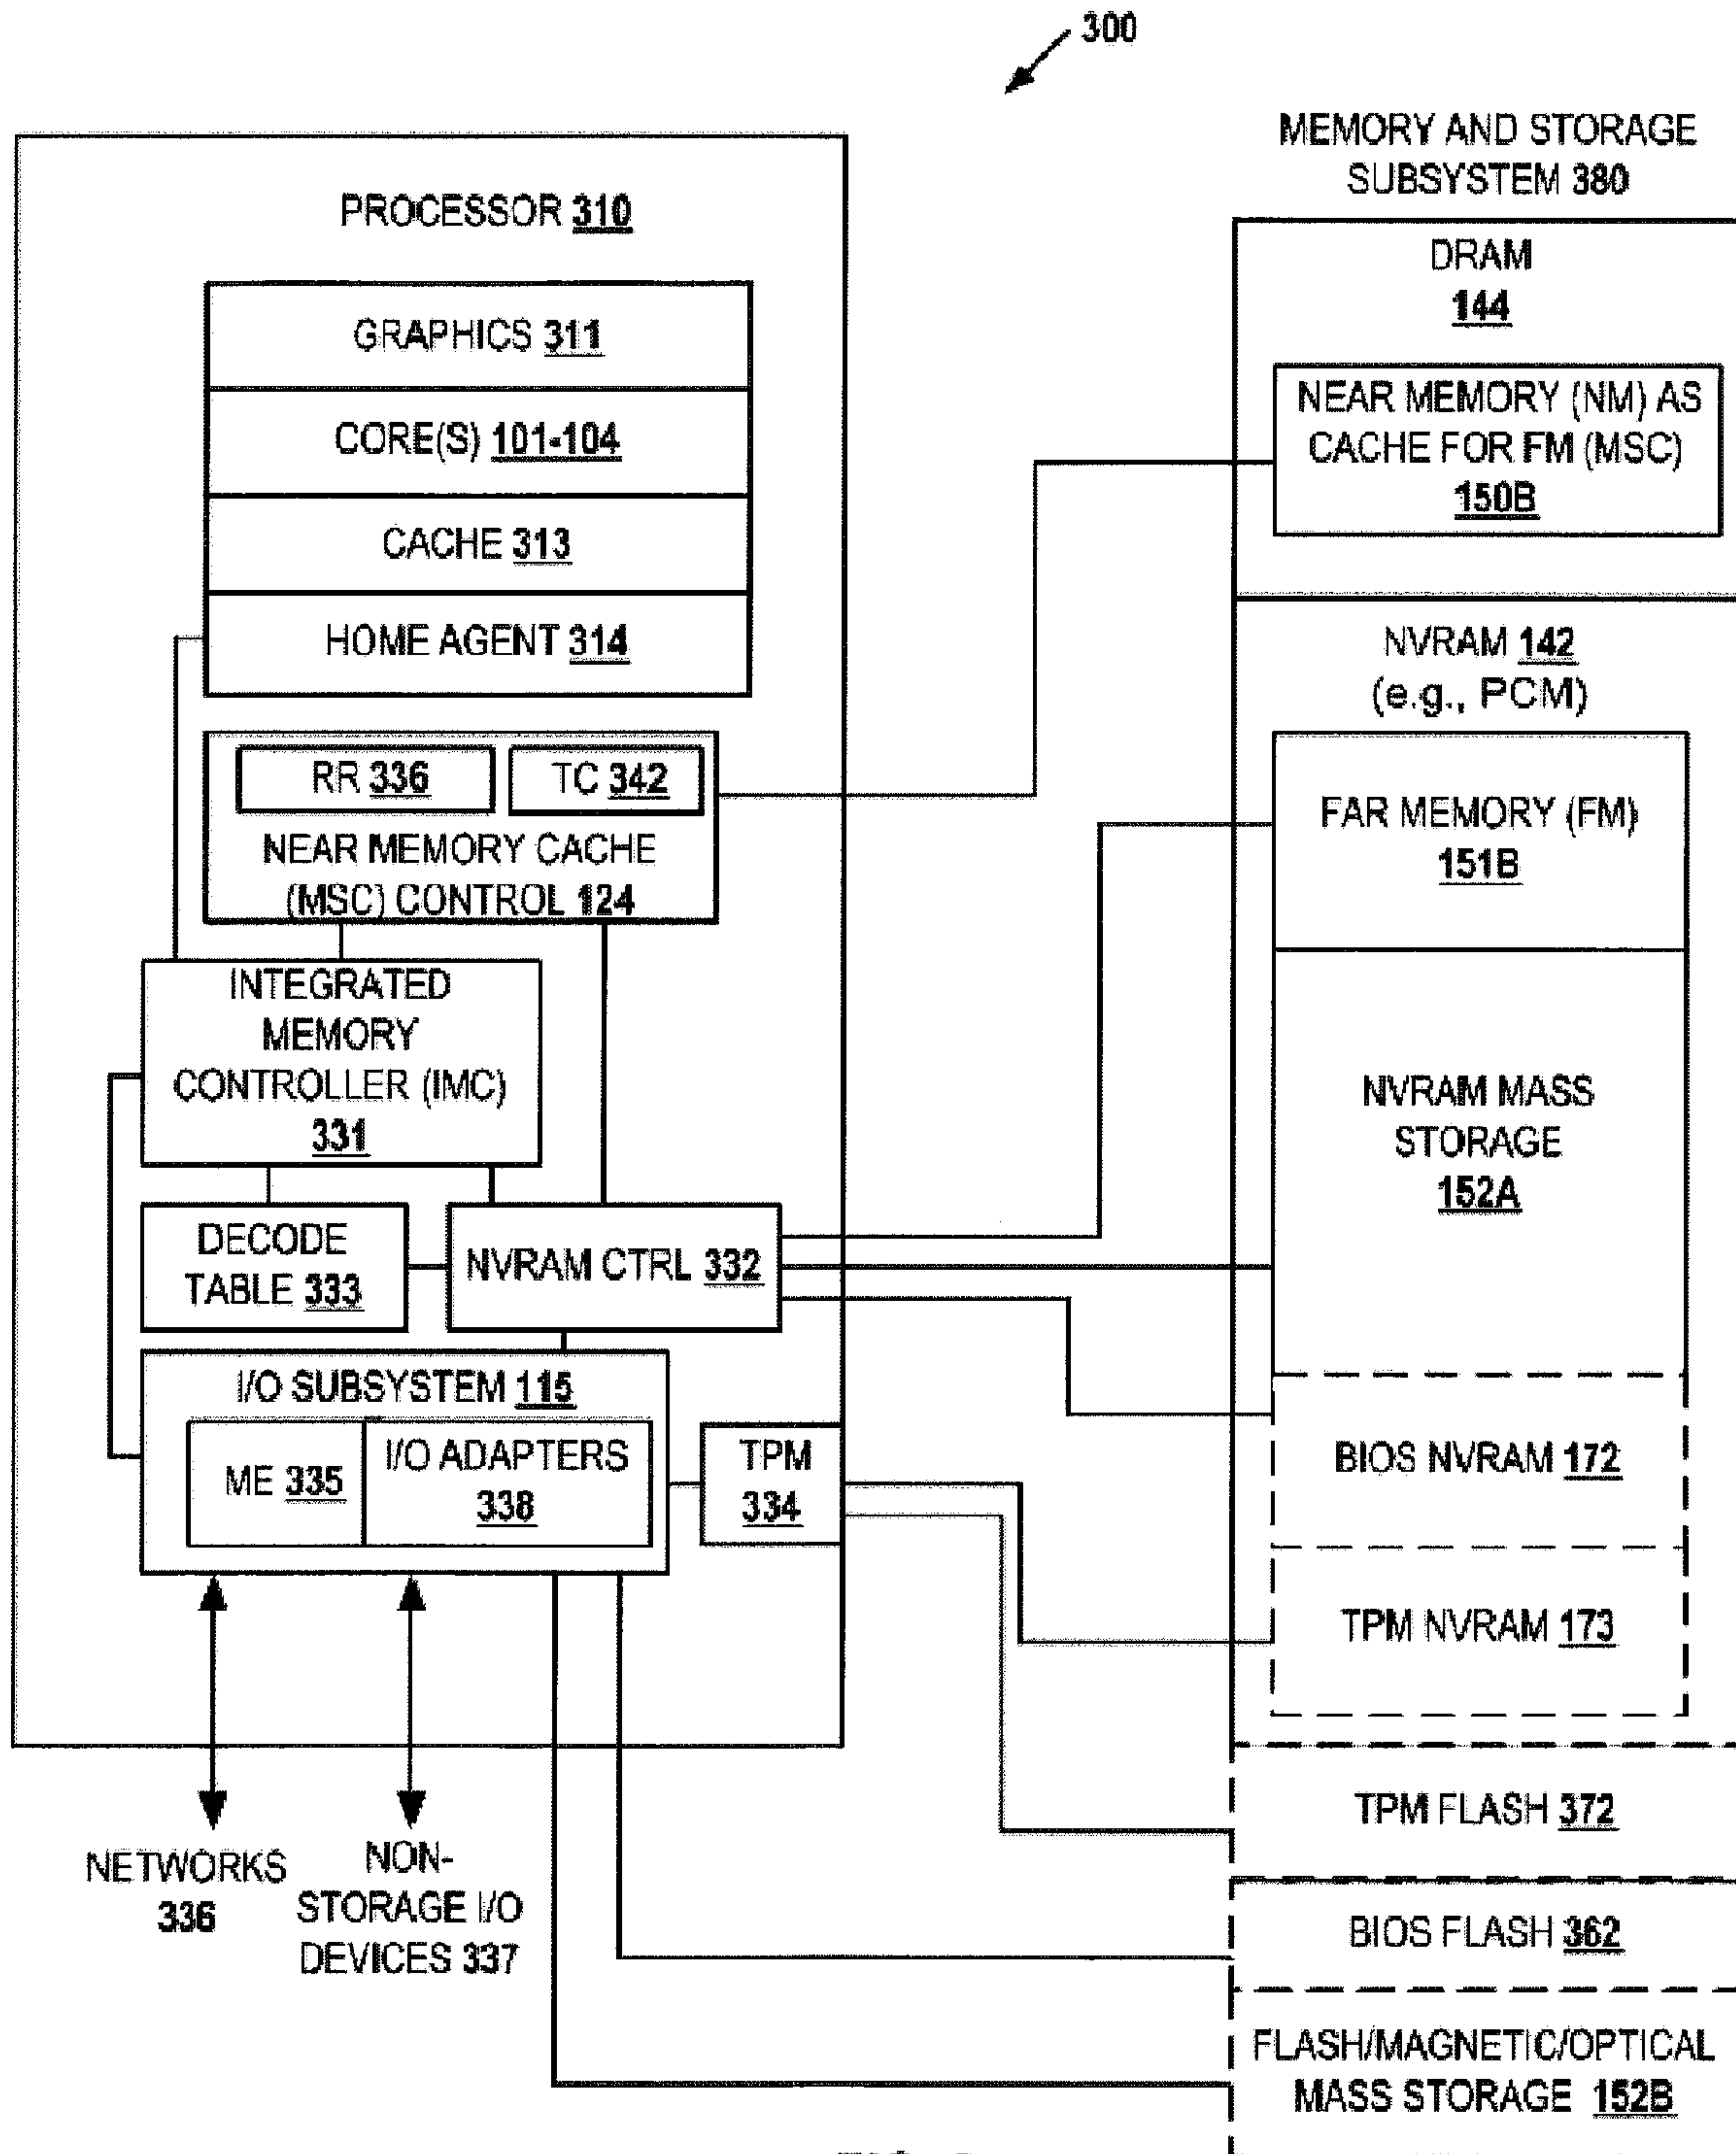 300
MEMORY AND STORAGE
SUBSYSTEM 380
PROCESSOR 310
GRAPHICS 311
CORE(S) 101-104
CACHE 313
HOME AGENT 314
RR 336
TC 342
NEAR MEMORY CACHE
(MSC) CONTROL 124
INTEGRATED
MEMORY
CONTROLLER (IMC)
331
DECODE
TABLE 333
NVRAM CTRL 332
I/O SUBSYSTEM 115
ME 335
I/O ADAPTERS
338
TPM
334
NETWORKS
336
NON-
STORAGE I/O
DEVICES 337
DRAM
144
NEAR MEMORY (NM) AS
CACHE FOR FM (MSC)
150B
NVRAM 142
(e.g., PCM)
FAR MEMORY (FM)
151B
NVRAM MASS
STORAGE
152A
BIOS NVRAM 172
TPM NVRAM 173
TPM FLASH 372
BIOS FLASH 362
FLASH/MAGNETIC/OPTICAL
MASS STORAGE 152B